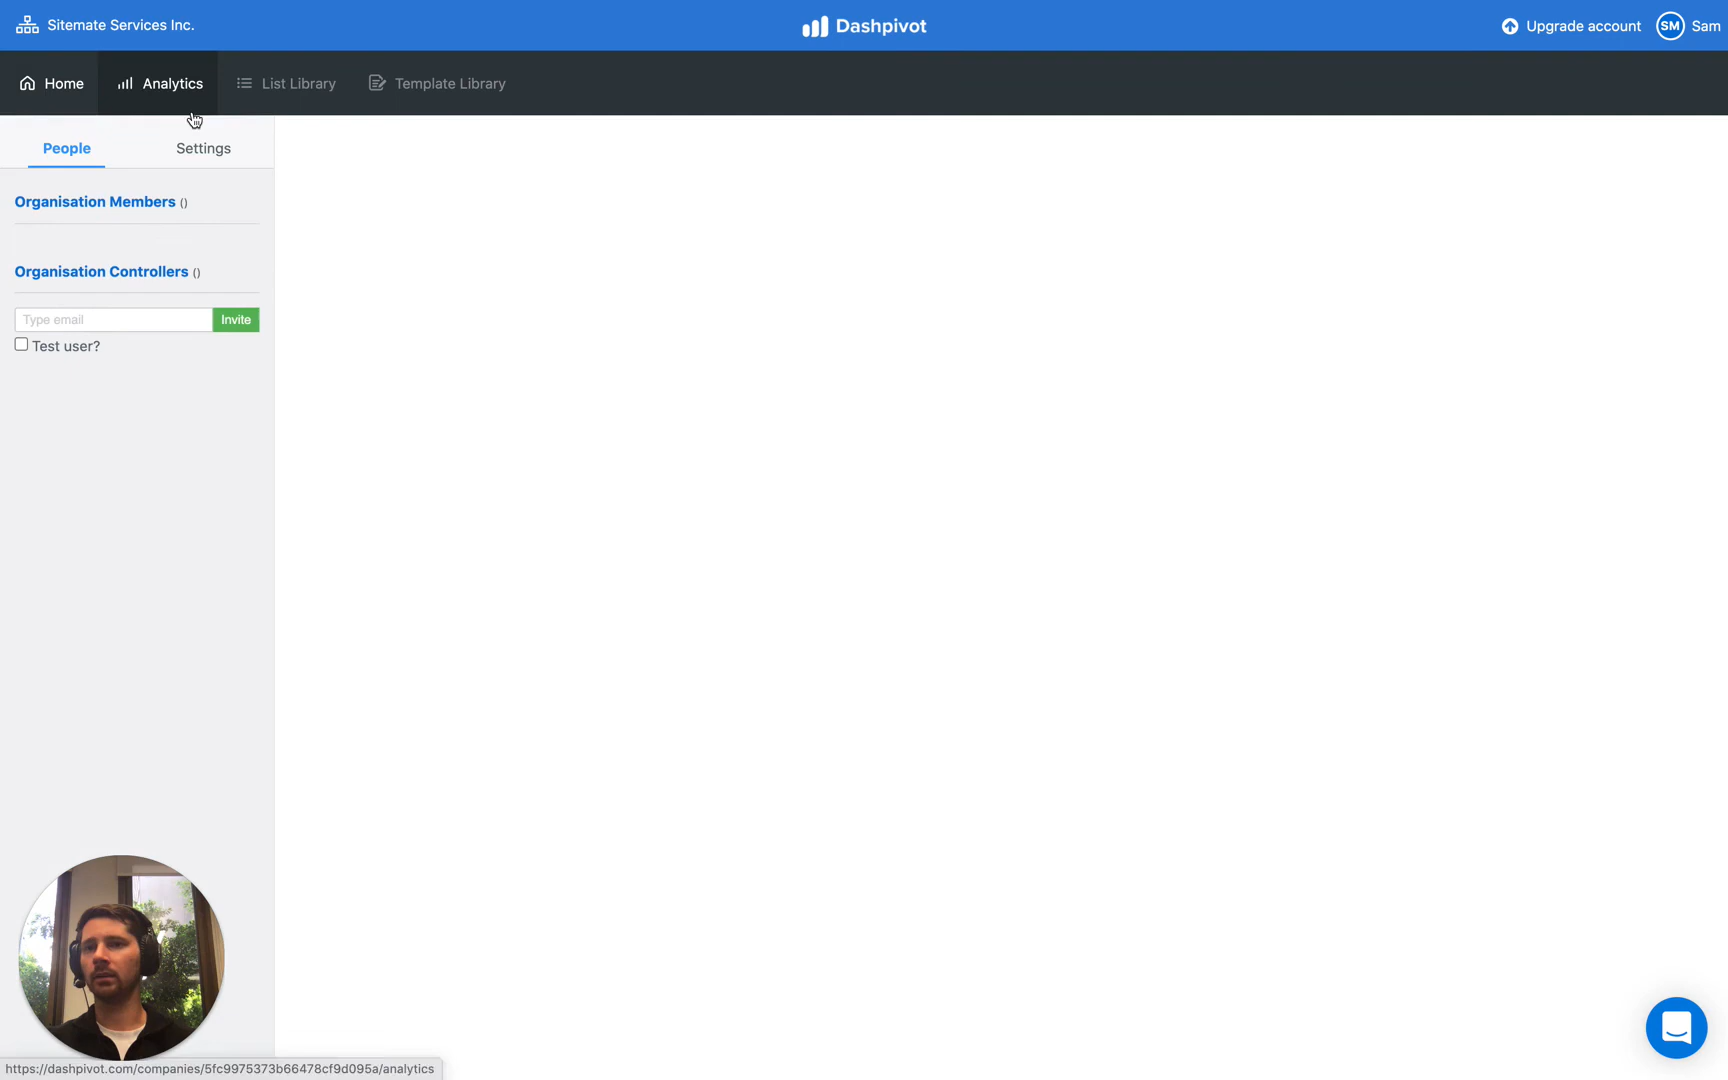 Sitemate Services Inc.
Dashpivot
Upgrade account
SM
Sam
Home
Analytics
List Library
Template Library
People
Settings
Organisation Members ()
Organisation Controllers ()
Type email
Invite
Test user?
https://dashpivot.com/companies/5fc9975373b66478cf9d095a/analytics